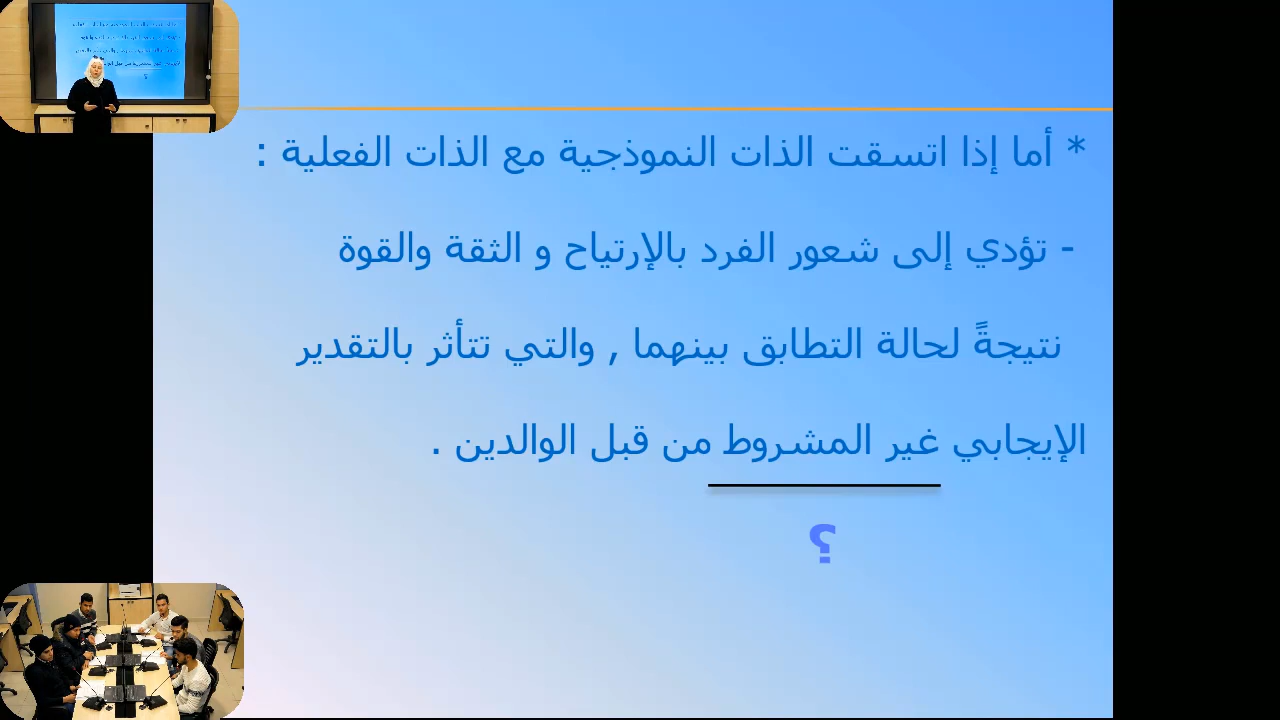 * أما إذا اتسقت الذات النموذجية مع الذات الفعلية :
- تؤدي إلى شعور الفرد بالإرتياح و الثقة والقوة
نتيجةً لحالة التطابق بينهما , والتي تتأثر بالتقدير
الإيجابي غير المشروط من قبل الوالدين .
؟